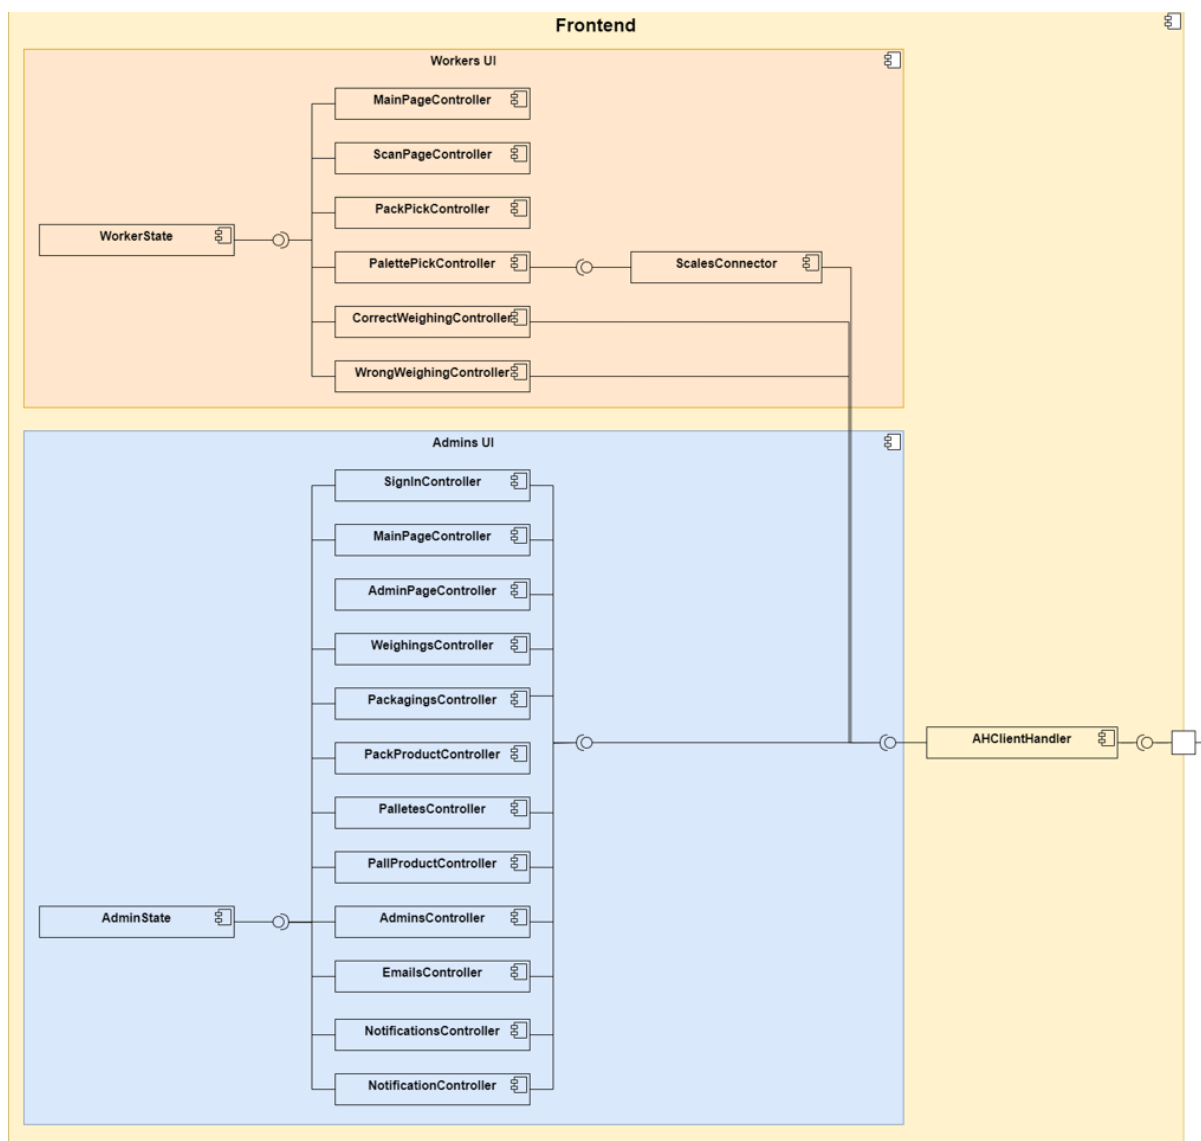 Frontend
Workers UI
MainPageController
ScanPageController
PackPickController
WorkerState
PalettePickController
ScalesConnector
CorrectWeighingController
WrongWeighingController
Admins UI
SignInController
MainPageController
AdminPageController
WeighingsController
PackagingsController
AHClientHandler
PackProductController
PalletesController
PallProductController
AdminState
AdminsController
EmailsController
NotificationsController
NotificationController